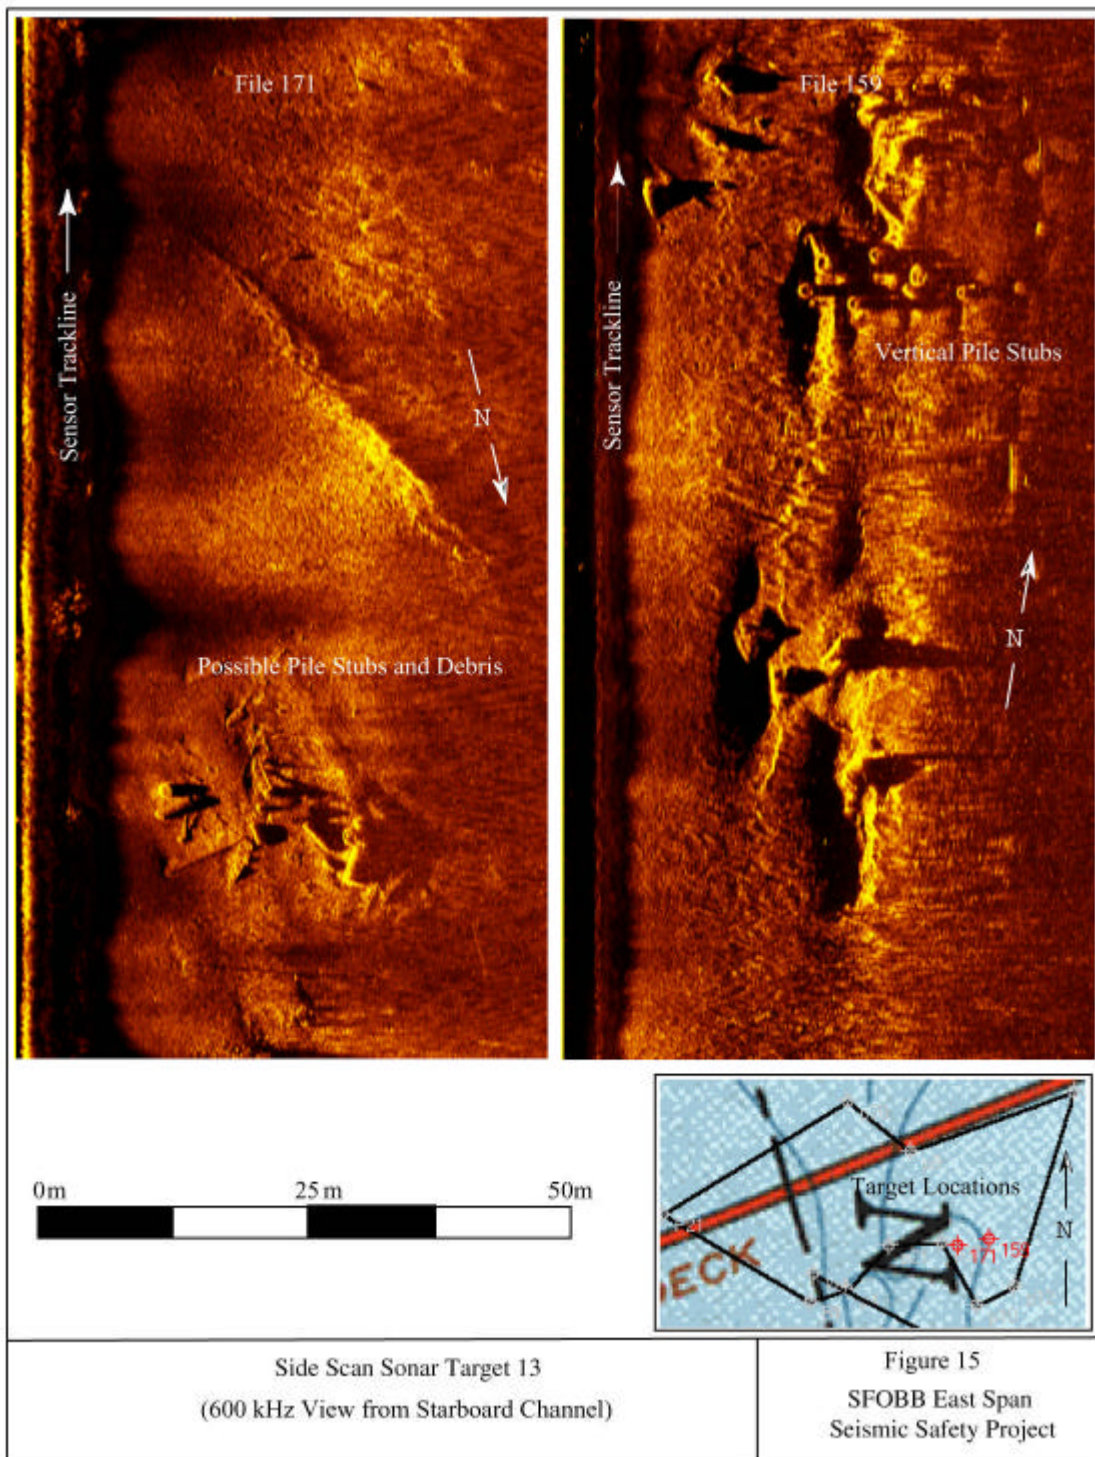 File 171
Sensor Trackline
N
Possible Pile Stubs and Debris
File 159
Sensor Trackline
Vertical Pile Stubs
N
0m 25 m 50m
Target Locations
N
21
171
159
N
DECK
Side Scan Sonar Target 13
(600 kHz View from Starboard Channel)
Figure 15
SFOBB East Span
Seismic Safety Project